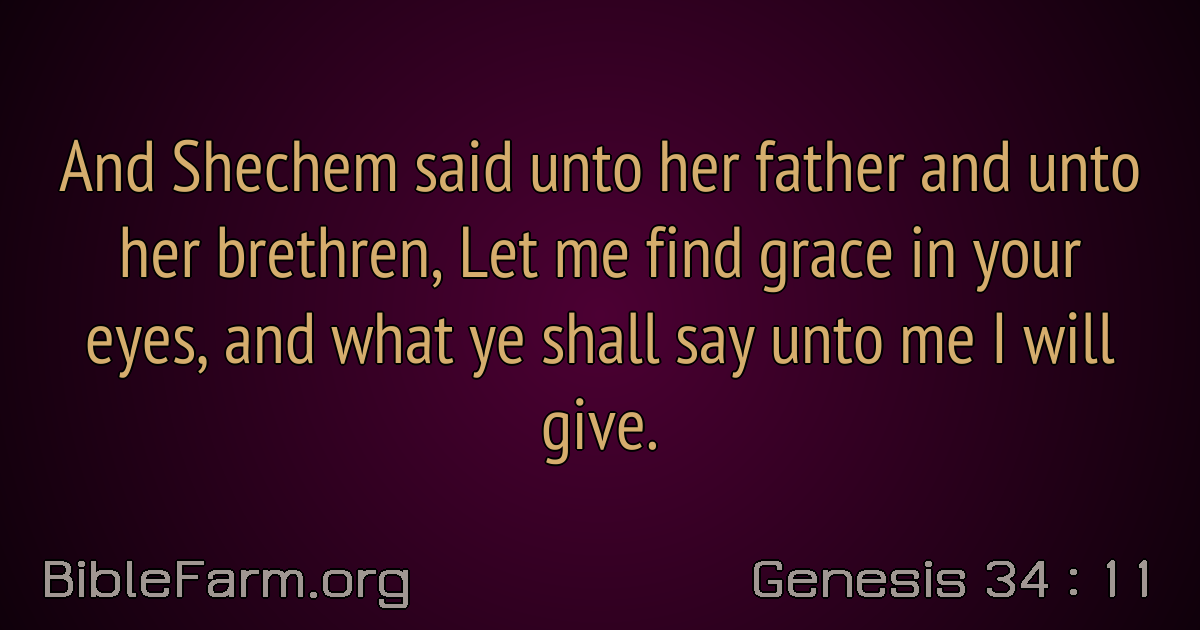 And Shechem said unto her father and unto
her brethren, Let me find grace in your
eyes, and what ye shall say unto me I will
give.
BibleFarm.org
Genesis 34 : 11